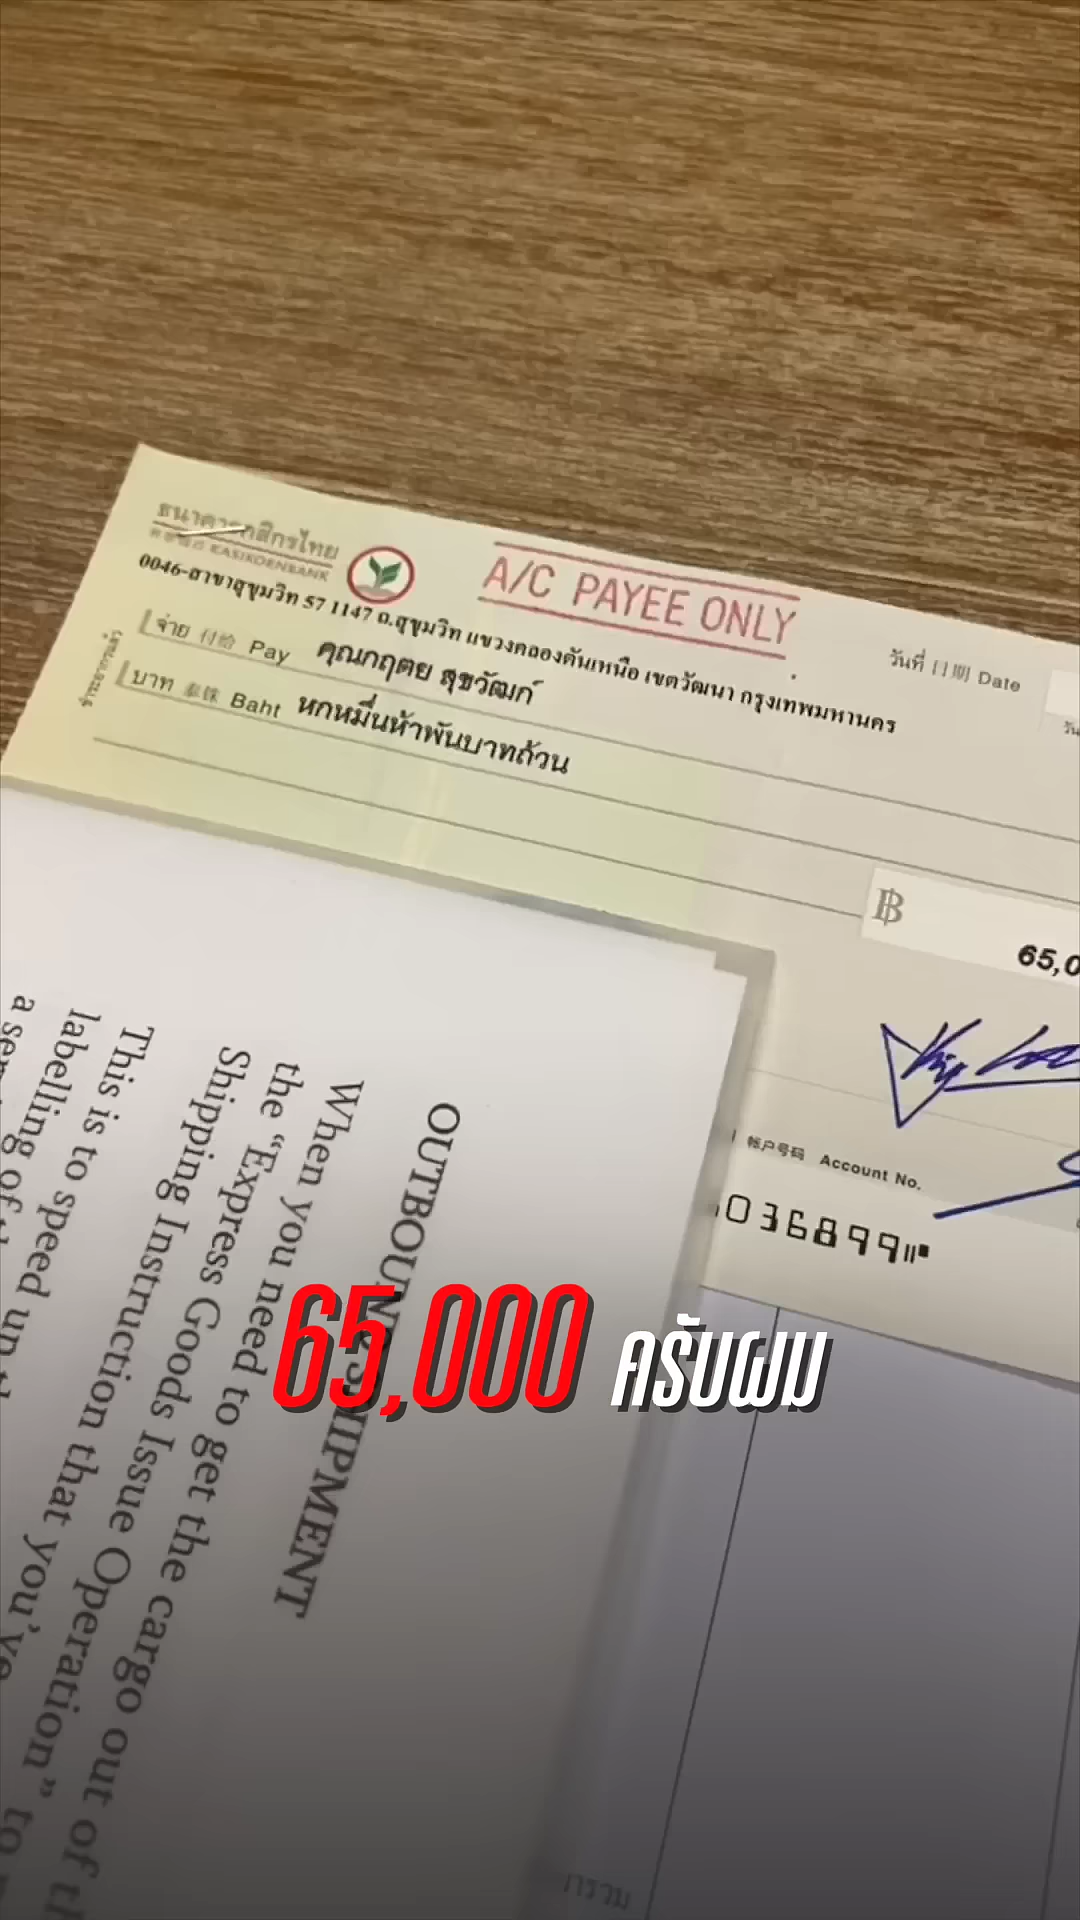 ธนาคารกสิกรไทย
KASIKORNBANK
A/C PAYEE ONLY
0046-สาขาสุขุมวิท 57 1147 ถ.สุขุมวิท แขวงคลองตันเหนือ เขตวัฒนา กรุงเทพมหานคร
วันที่ 日期 Date
จ่าย 付给 Pay คุณกฤตย สุขวัฒก์
บาท 泰铢 Baht หกหมื่นห้าพันบาทถ้วน
฿
65,0
帐户号码 Account No.
036899
OUTBOUND SHIPMENT
When you need to get the cargo out of th
the “Express Goods Issue Operation” to
Shipping Instruction that you've
This is to speed up th
labelling of
65,000 ครับผม